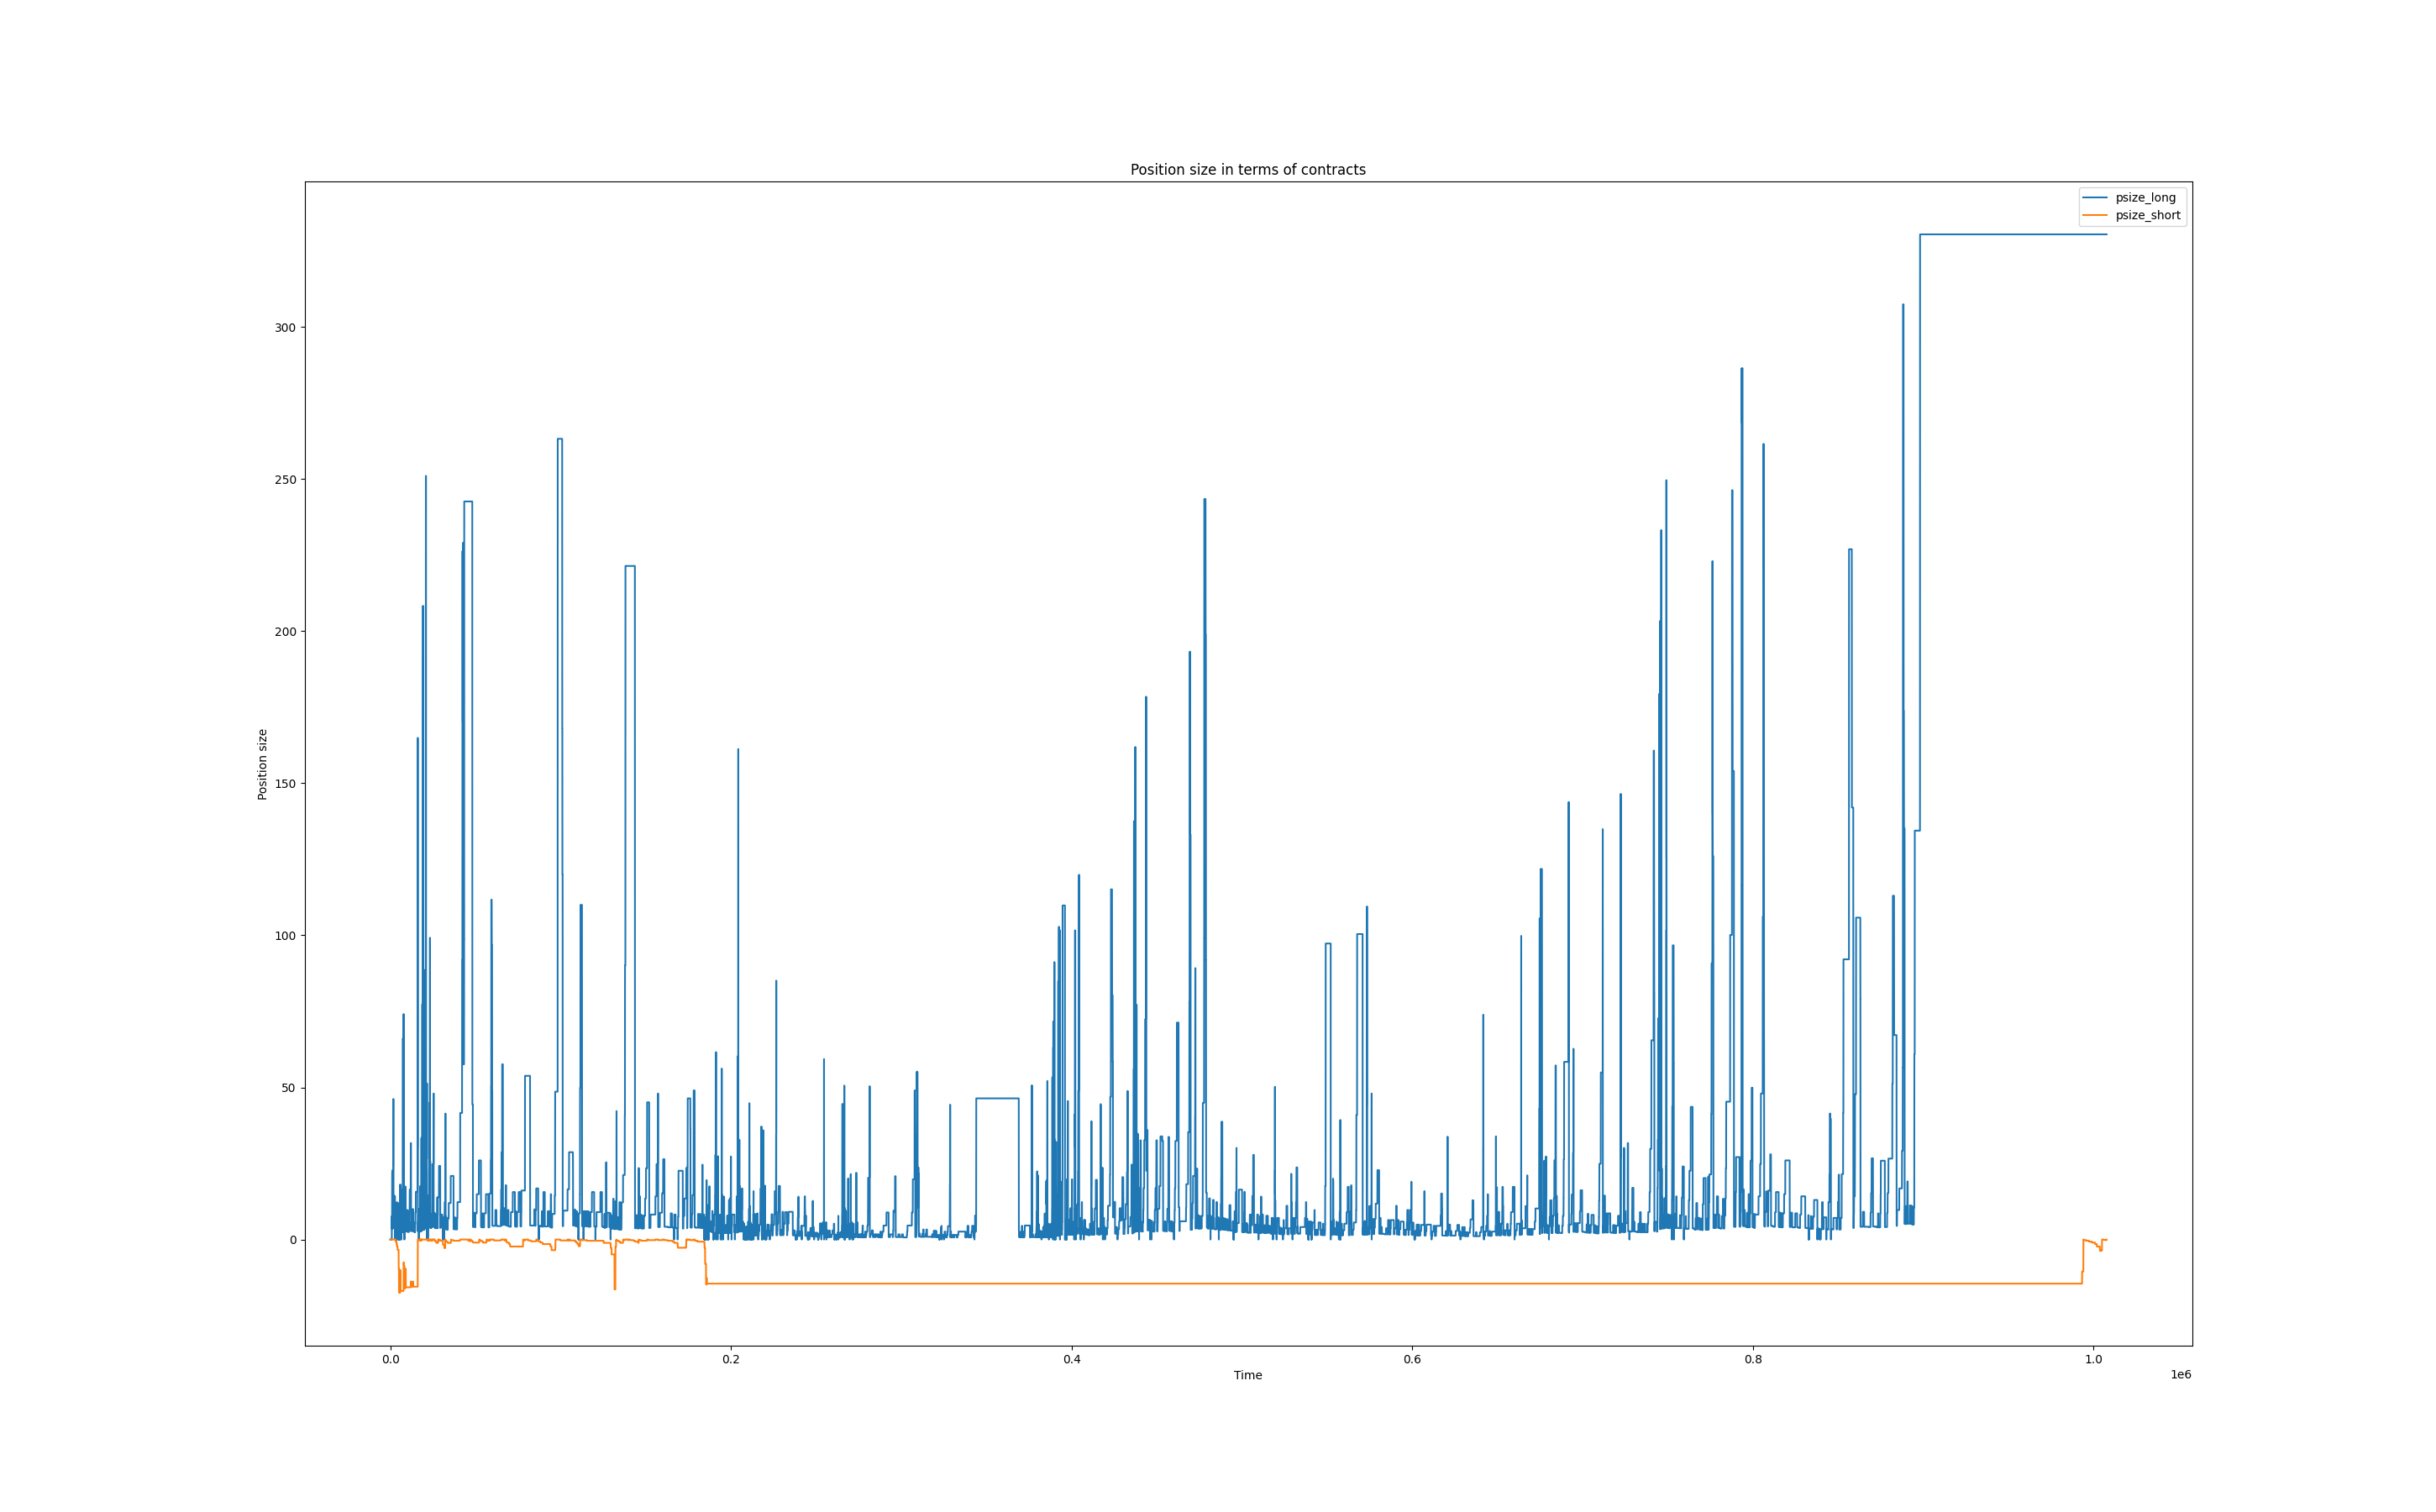 Position size in terms of contracts
psize_long
psize_short
Position size
300
250
200
150
100
50
0
0.0 0.2 0.4 0.6 0.8 1.0
Time
1e6